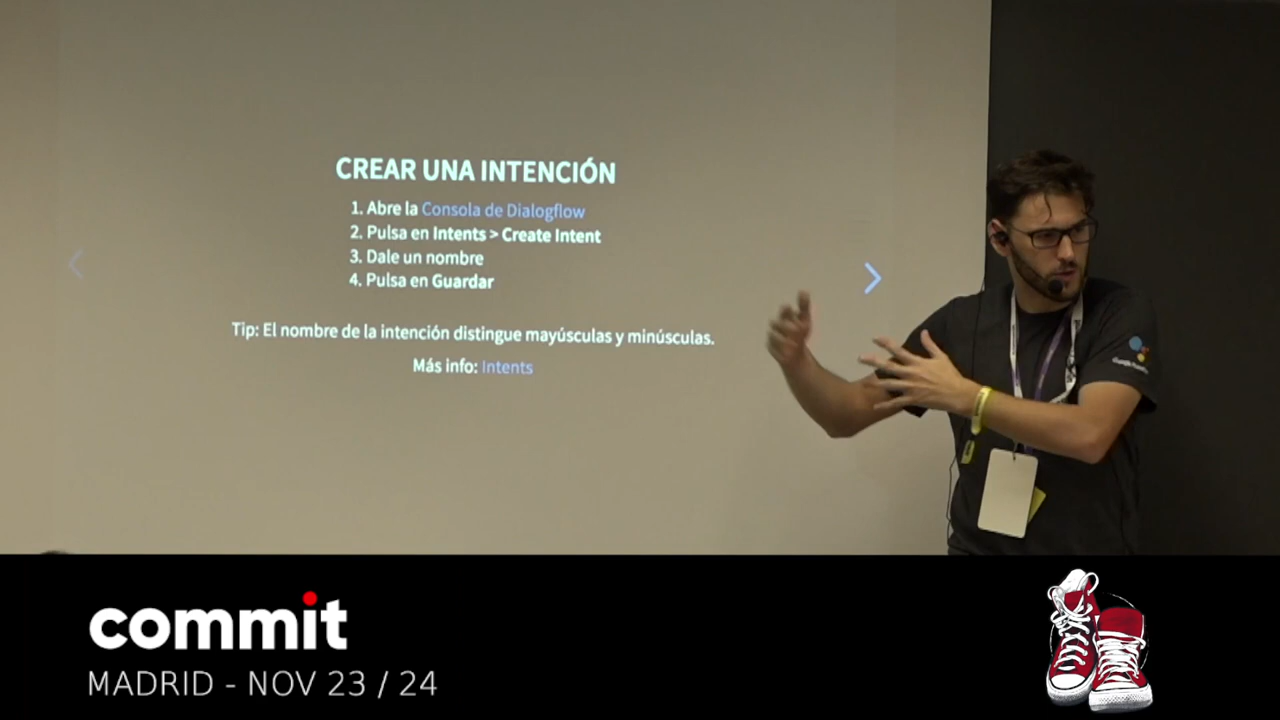 CREAR UNA INTENCIÓN
1. Abre la Consola de Dialogflow
2. Pulsa en Intents > Create Intent
3. Dale un nombre
4. Pulsa en Guardar
Tip: El nombre de la intención distingue mayúsculas y minúsculas.
Más info: Intents
commit
MADRID - NOV 23 / 24